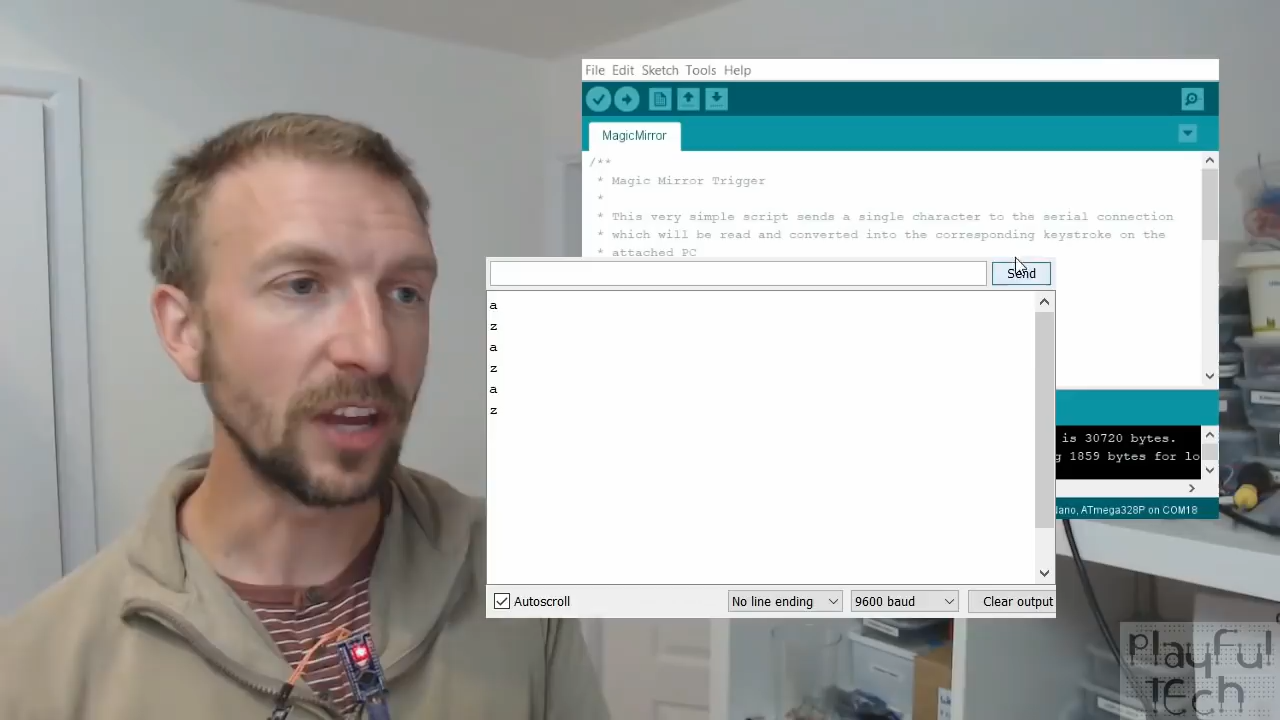 File Edit Sketch Tools Help
MagicMirror
/**
* Magic Mirror Trigger
*
* This very simple script sends a single character to the serial connection
* which will be read and converted into the corresponding keystroke on the
* attached PC
Send
a
z
a
z
a
z
is 30720 bytes.
1859 bytes for lo
ATmega328P on COM18
Autoscroll
No line ending
9600 baud
Clear output
playful
tech